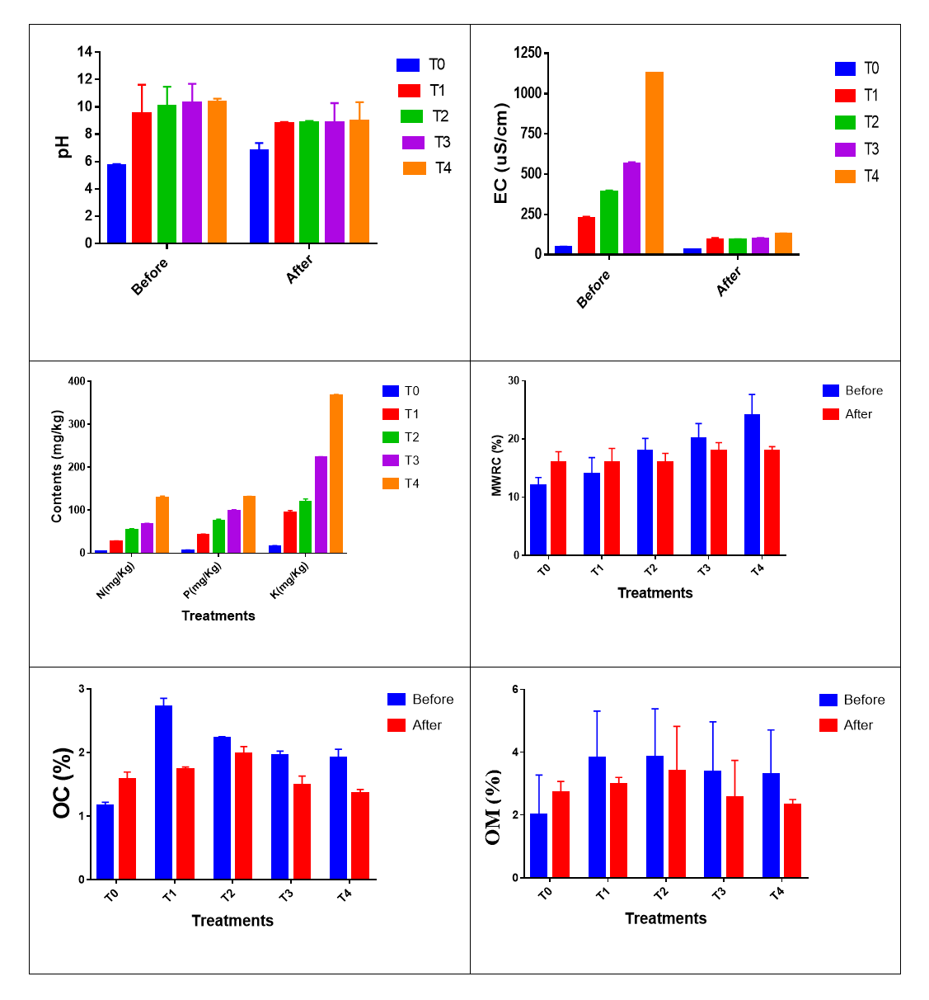 14
12
10
8
6
4
2
0
pH
Before
After
T0
T1
T2
T3
T4
1250
1000
750
500
250
0
EC (uS/cm)
Before
After
T0
T1
T2
T3
T4
400
300
200
100
0
Contents (mg/kg)
N(mg/Kg)
P(mg/Kg)
K(mg/Kg)
Treatments
T0
T1
T2
T3
T4
30
20
10
0
MWRC (%)
T0
T1
T2
T3
T4
Treatments
Before
After
3
2
1
0
OC (%)
T0
T1
T2
T3
T4
Treatments
Before
After
6
4
2
0
OM (%)
T0
T1
T2
T3
T4
Treatments
Before
After